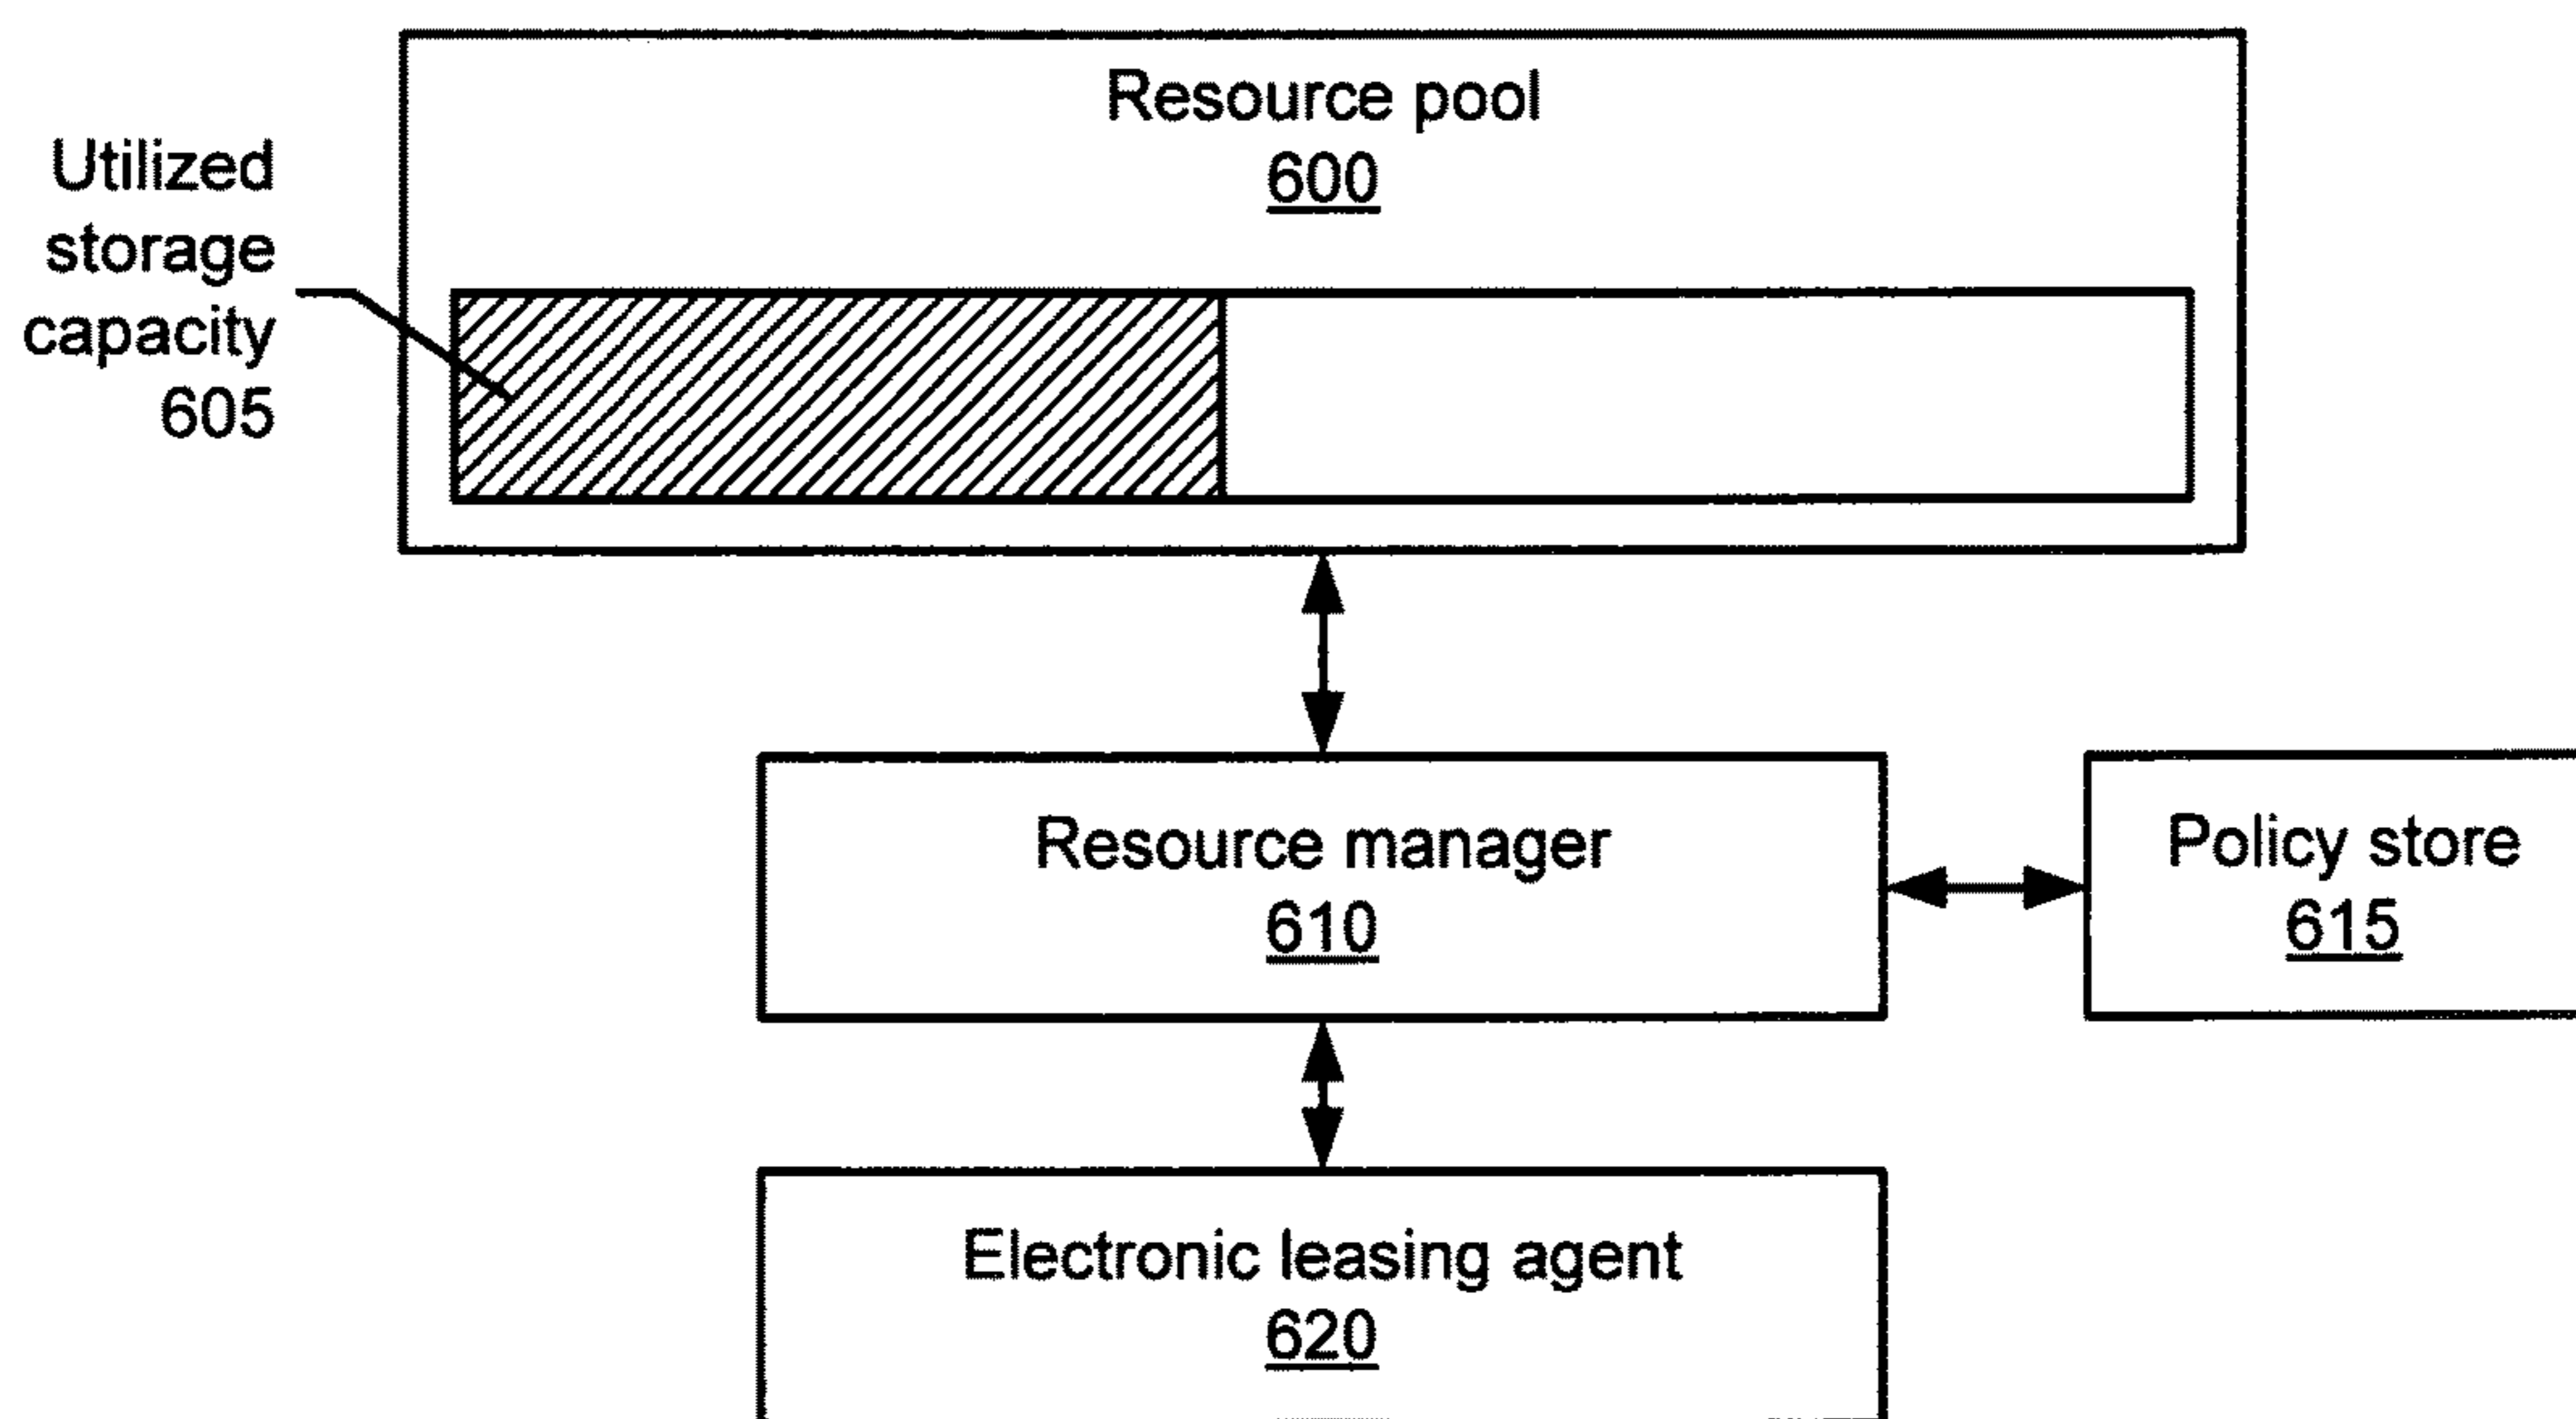 Resource pool
600
Utilized
storage
capacity
605
Resource manager
610
Policy store
615
Electronic leasing agent
620